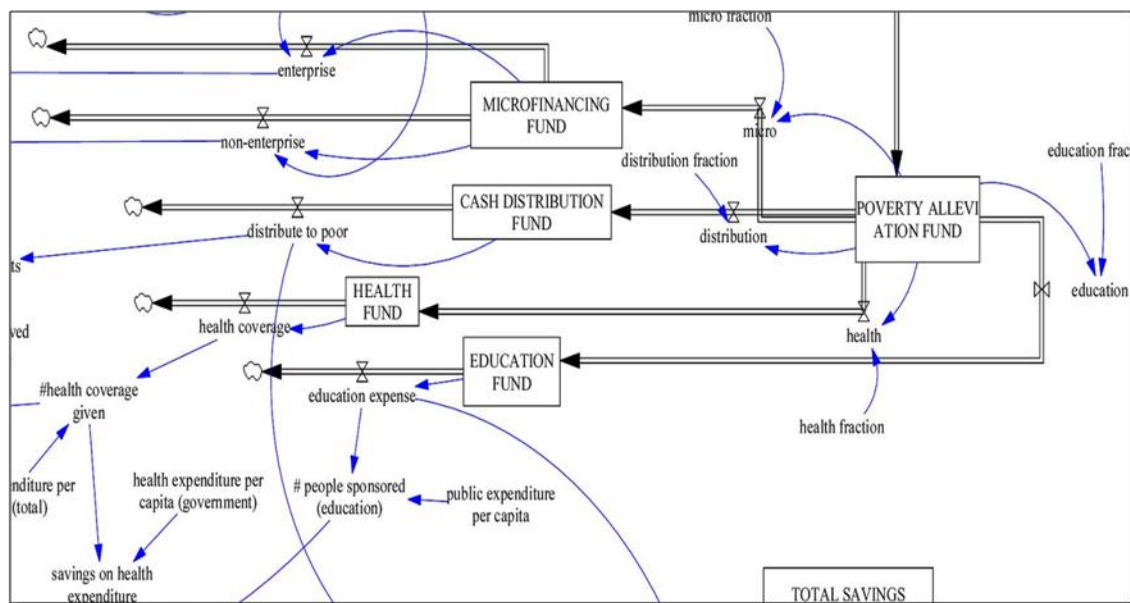 micro fraction
enterprise
MICROFINANCING
FUND
micro
non-enterprise
distribution fraction
education frac
CASH DISTRIBUTION
FUND
POVERTY ALLEVI
ATION FUND
distribute to poor
distribution
ts
education
HEALTH
FUND
health coverage
ved
health
EDUCATION
FUND
#health coverage
given
education expense
health fraction
nditure per
(total)
health expenditure per
capita (government)
# people sponsored
(education)
public expenditure
per capita
savings on health
expenditure
TOTAL SAVINGS